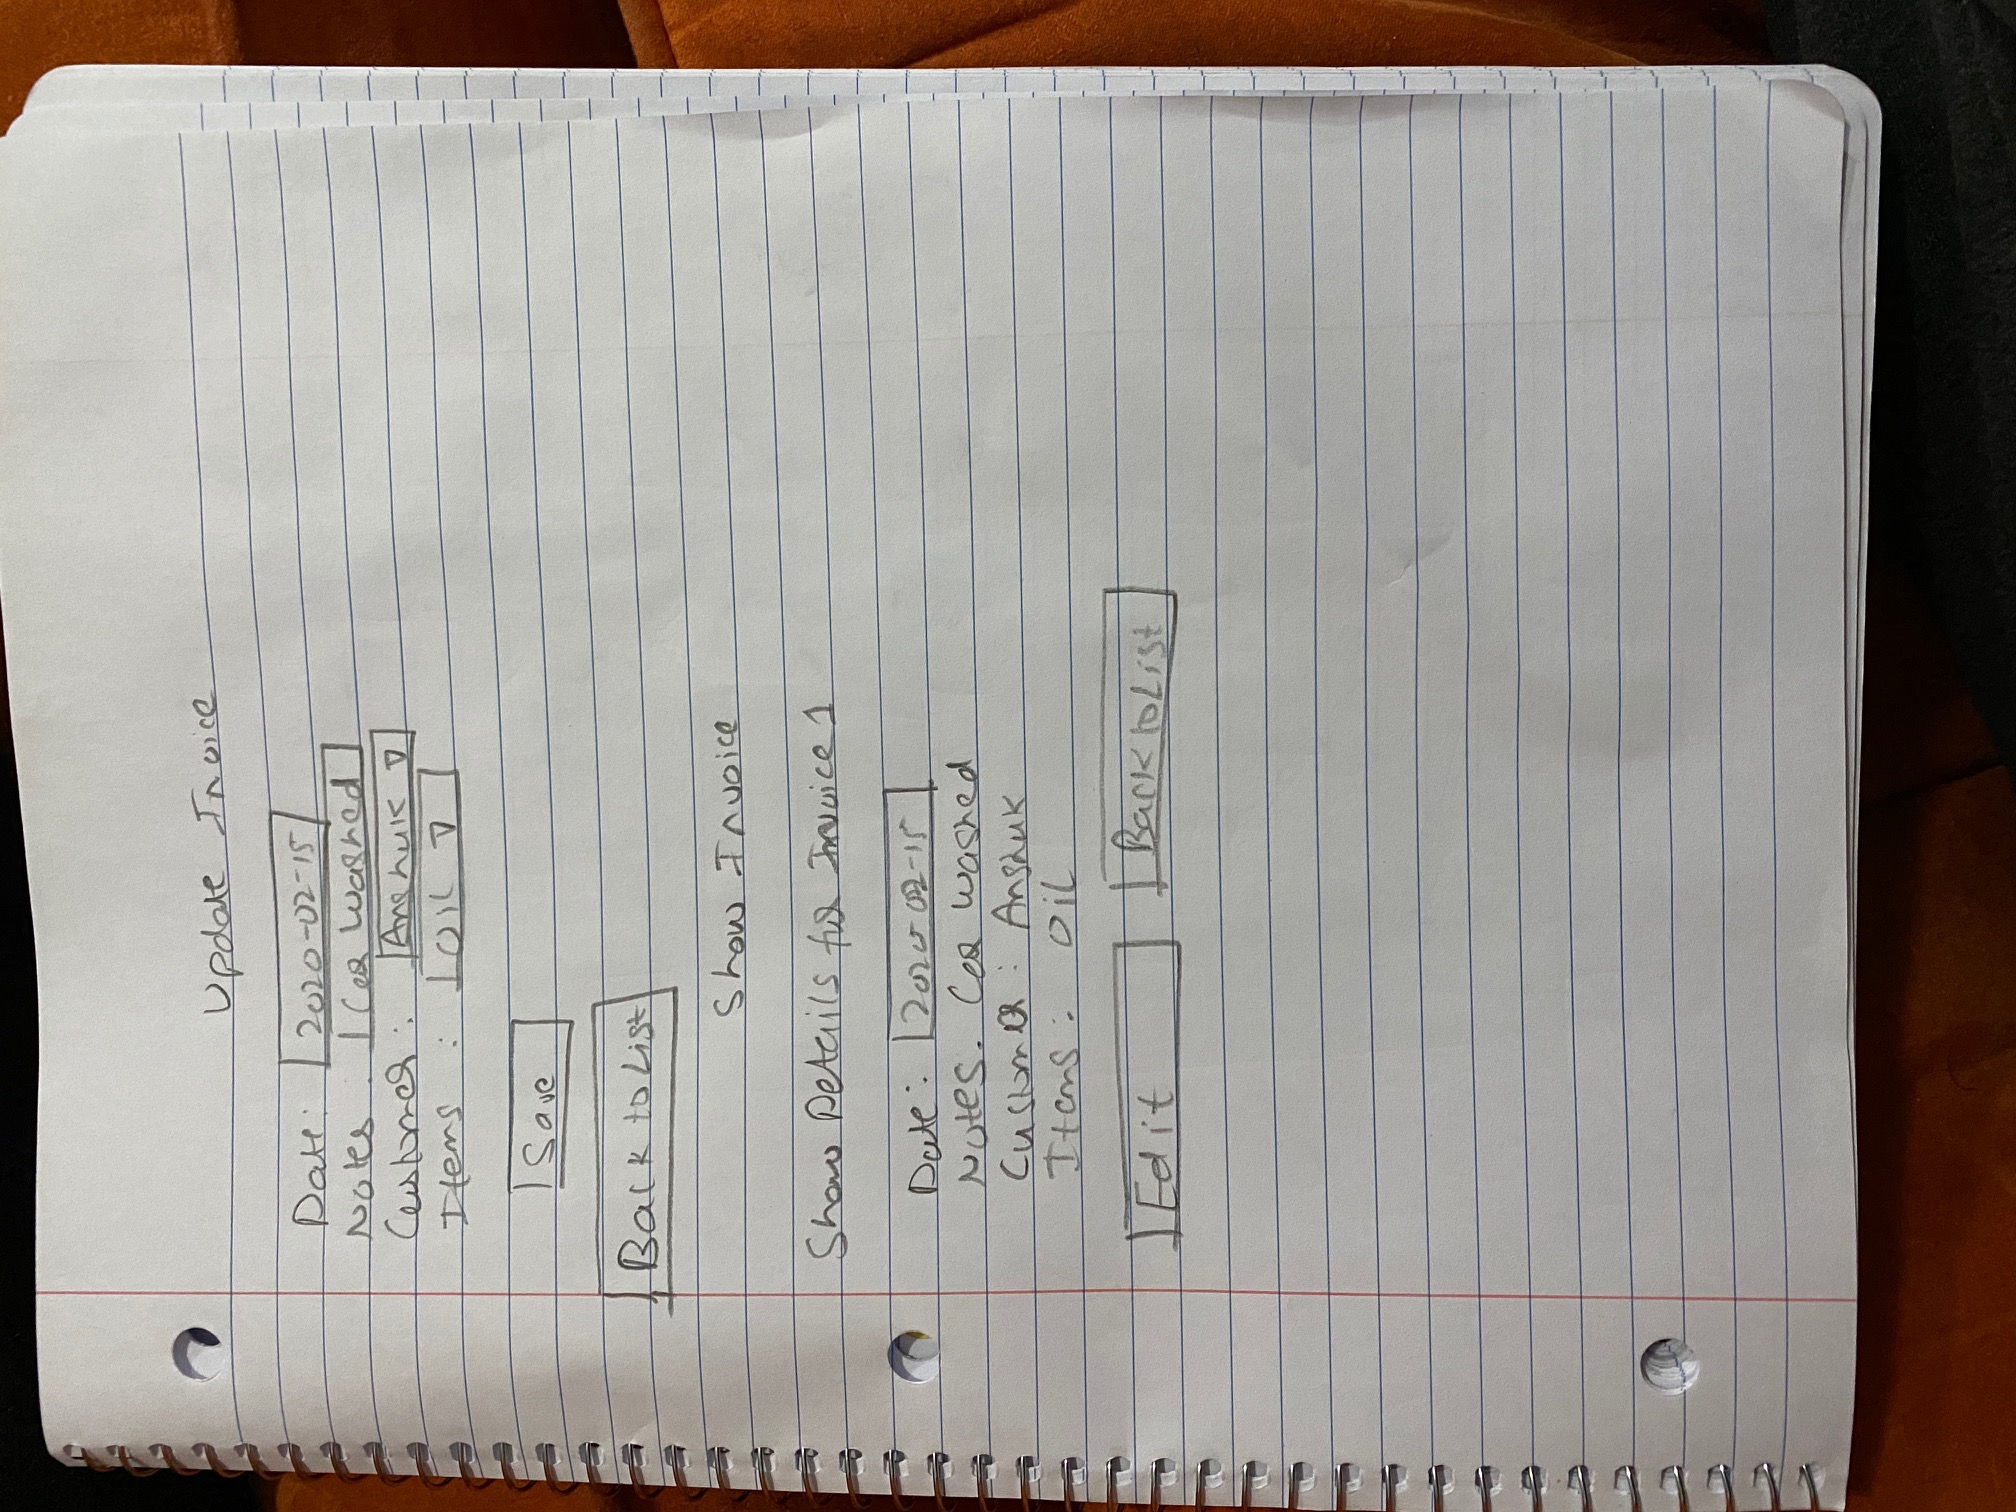 Update Invoice
Date: 2020-02-15
Notes. Car Washed
Customer: Anshuk ▽
Items : Oil ▽
Save
Back to List
Show Invoice
Show Details for Invoice 1
Date: 2020-02-15
Notes. Car Washed
Customer: Anshuk
Items: Oil
Edit Back to List